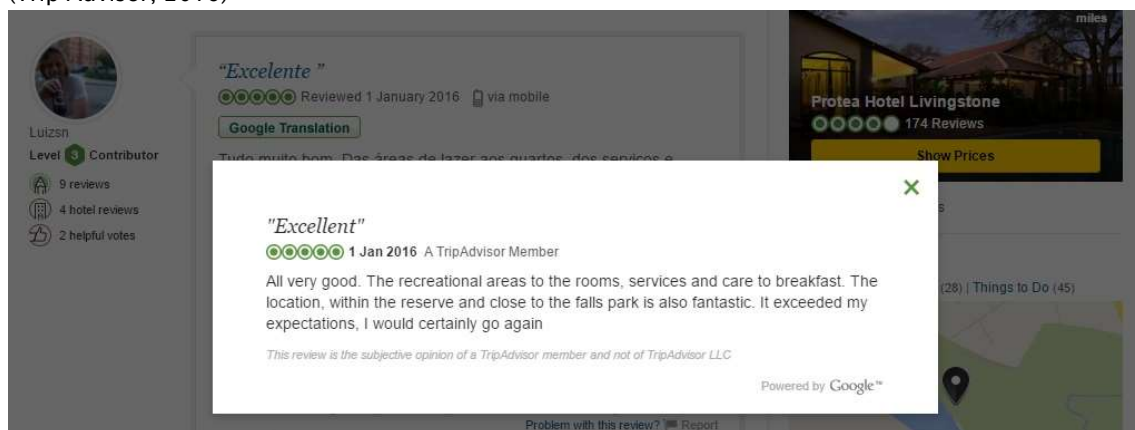 (Trip Advisor, 2016)
miles
"Excelente "
Reviewed 1 January 2016 via mobile
Google Translation
Luizsn
Level 3 Contributor
9 reviews
4 hotel reviews
2 helpful votes
Tudo muito bom. Das áreas de lazer aos quartos, dos serviços e
Protea Hotel Livingstone
174 Reviews
Show Prices
"Excellent"
1 Jan 2016 A TripAdvisor Member
All very good. The recreational areas to the rooms, services and care to breakfast. The
location, within the reserve and close to the falls park is also fantastic. It exceeded my
expectations, I would certainly go again
This review is the subjective opinion of a TripAdvisor member and not of TripAdvisor LLC
Powered by Google™
(28) | Things to Do (45)
Problem with this review? Report